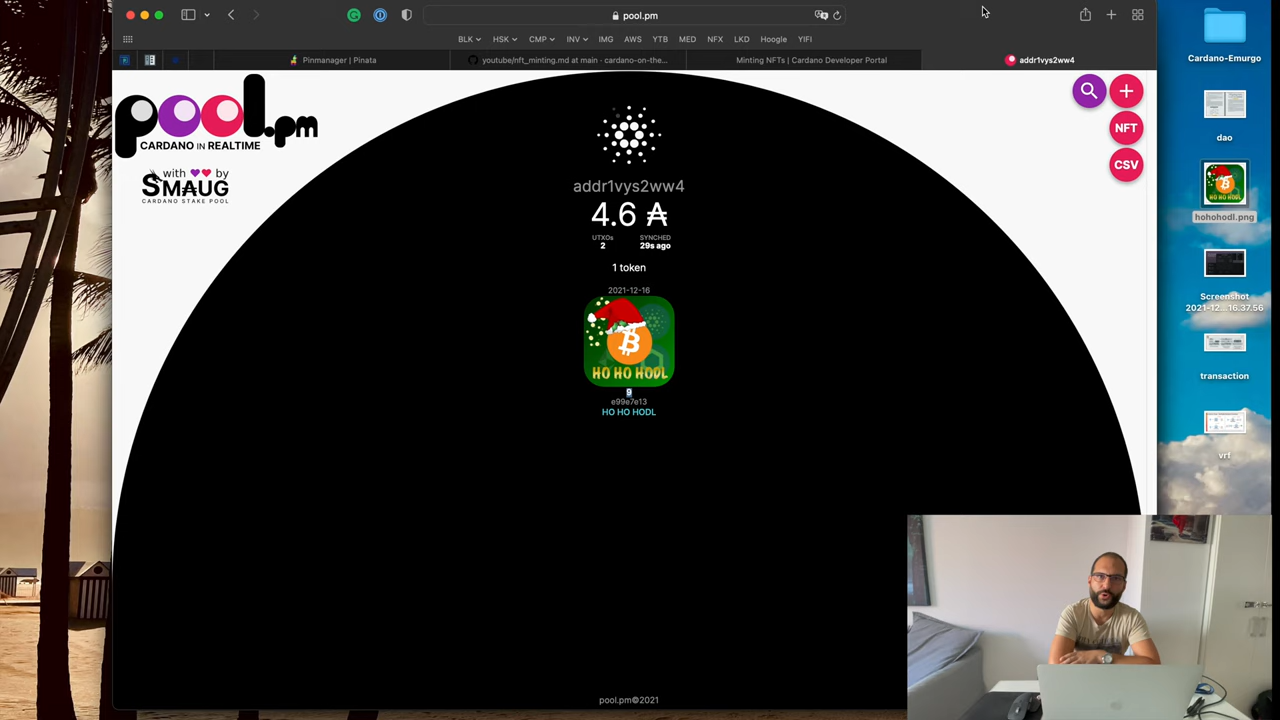 pool.pm
BLK
HSK
CMP
INV
IMG
AWS
YTB
MED
NFX
LKD
Hoogle
YIFI
Pinmanager | Pinata
youtube/nft_minting.md at main · cardano-on-the...
Minting NFTs | Cardano Developer Portal
addr1vys2ww4
pool.pm
CARDANO IN REALTIME
with by
SMAUG
CARDANO STAKE POOL
NFT
CSV
addr1vys2ww4
4.6 ₳
UTXOs
2
SYNCHED
29s ago
1 token
2021-12-16
HO HO HODL
9
e99e7e13
HO HO HODL
pool.pm©2021
Cardano-Emurgo
dao
hohohodl.png
Screenshot
2021-12...16.37.56
transaction
vrf